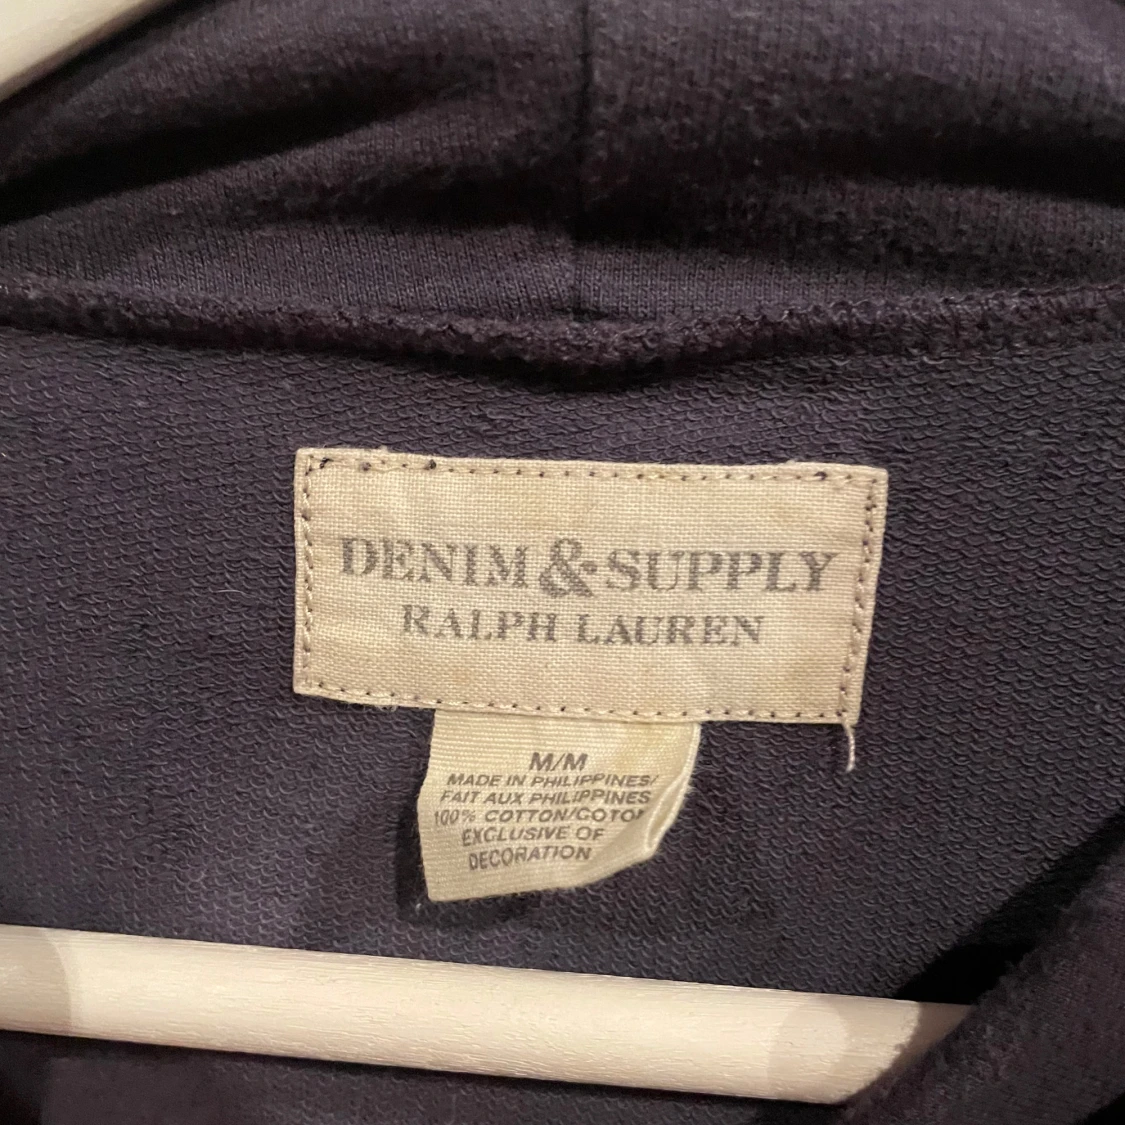 DENIM & SUPPLY
RALPH LAUREN
M/M
MADE IN PHILIPPINES/
FAIT AUX PHILIPPINES
100% COTTON/COTON
EXCLUSIVE OF
DECORATION